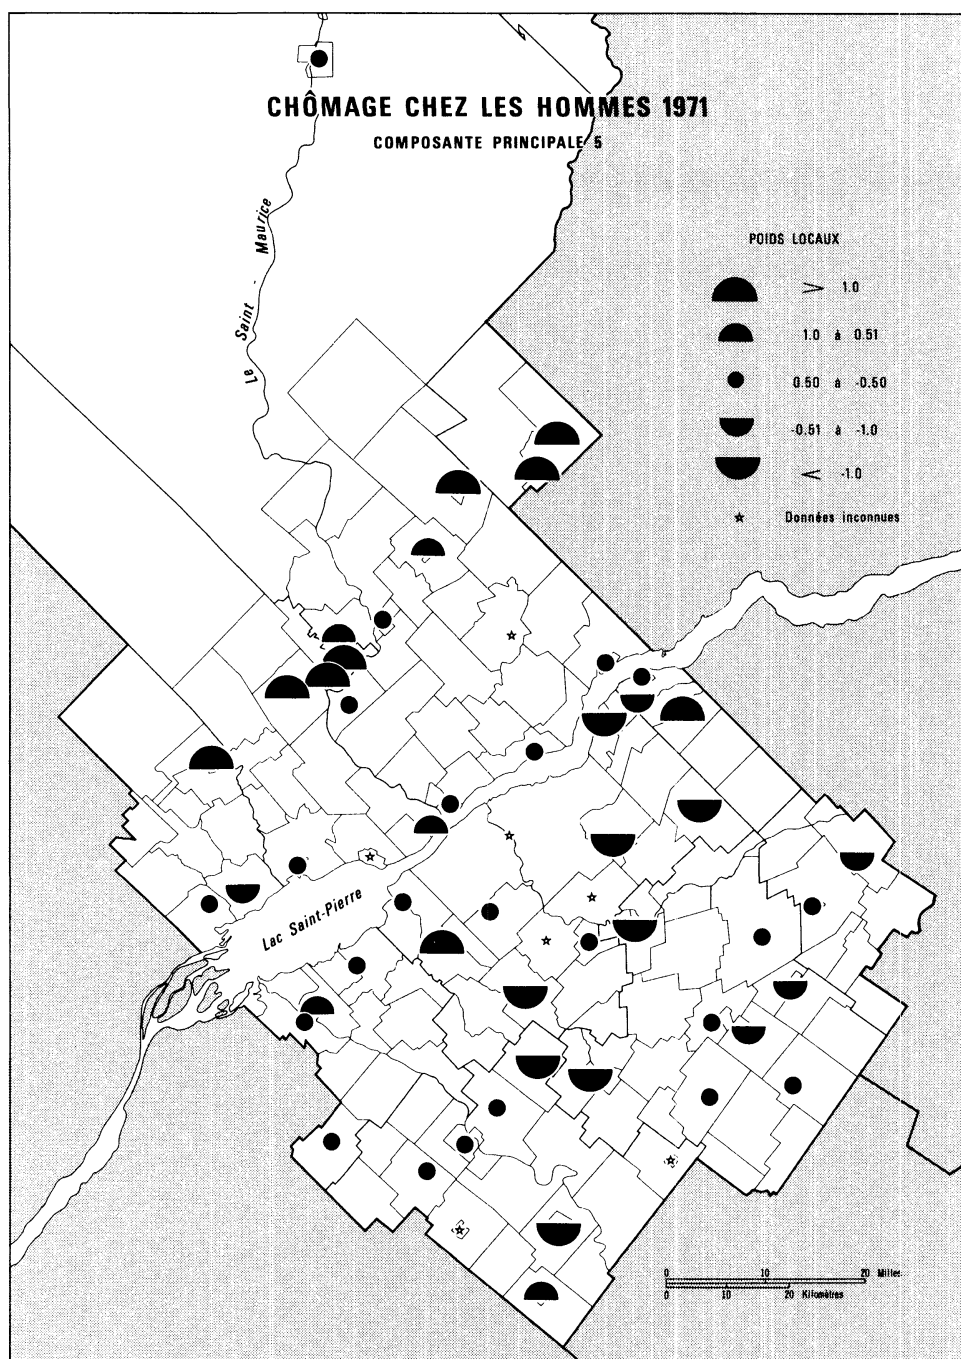 CHÔMAGE CHEZ LES HOMMES 1971
COMPOSANTE PRINCIPALE 5
Le Saint - Maurice
POIDS LOCAUX
> 1.0
1.0 à 0.51
0.50 à -0.50
-0.51 à -1.0
< -1.0
Données inconnues
Lac Saint-Pierre
0 10 20 Milles
0 10 20 Kilomètres